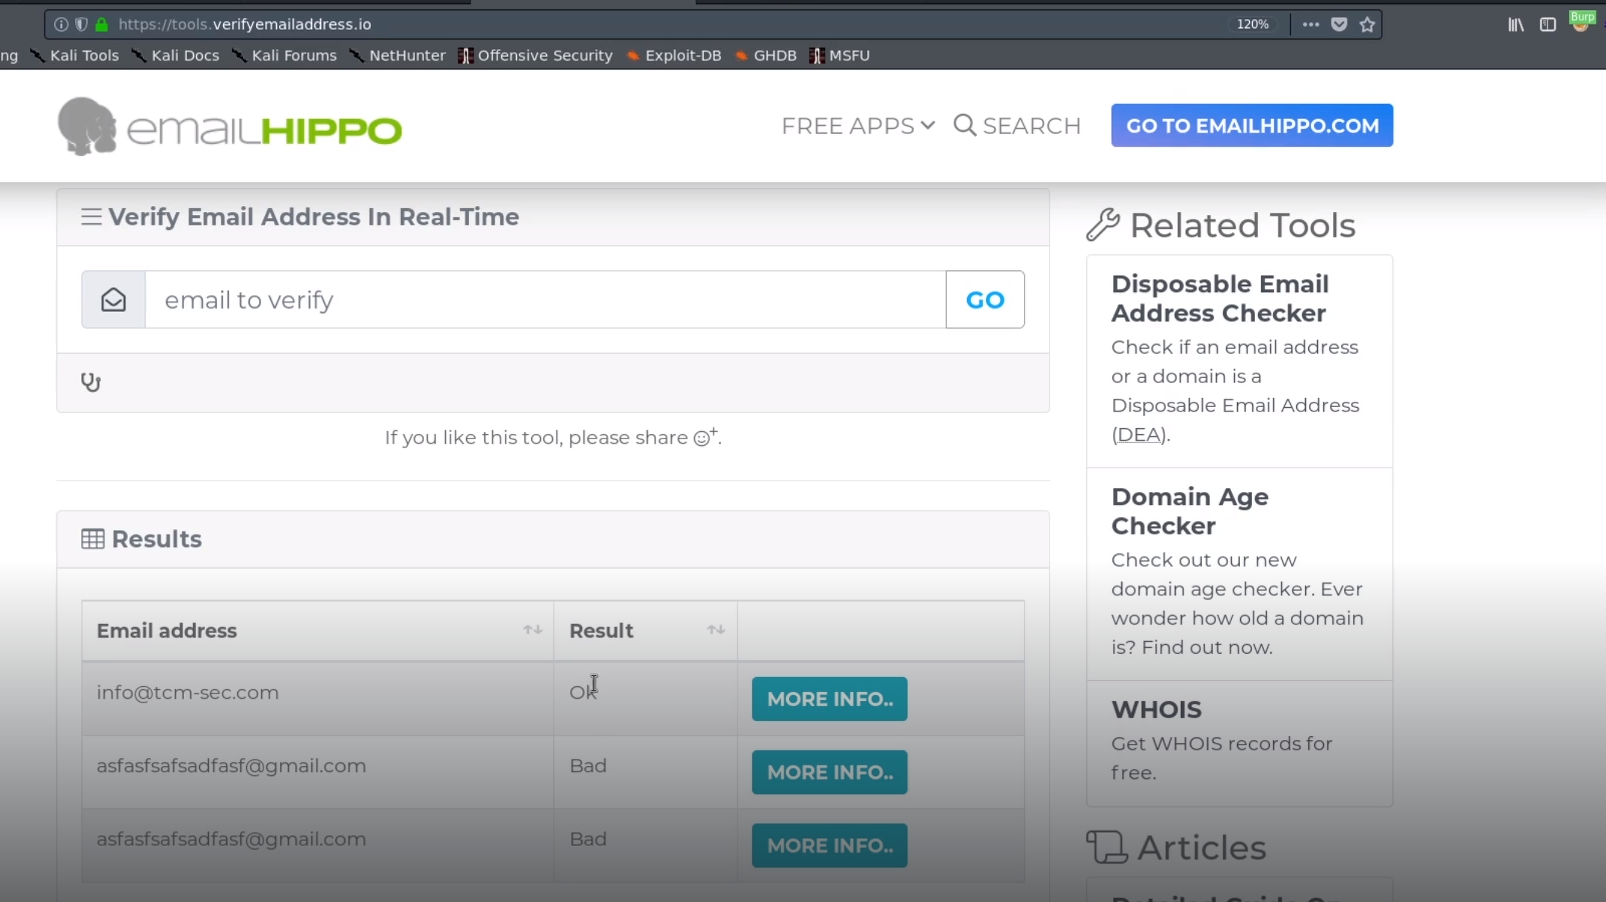 https://tools.verifyemailaddress.io
120%
Burp
ng Kali Tools Kali Docs Kali Forums NetHunter Offensive Security Exploit-DB GHDB MSFU
emailHIPPO
FREE APPS SEARCH GO TO EMAILHIPPO.COM
Verify Email Address In Real-Time
email to verify GO
If you like this tool, please share
Results
Email address Result
info@tcm-sec.com Ok MORE INFO..
asfasfsafsadfasf@gmail.com Bad MORE INFO..
asfasfsafsadfasf@gmail.com Bad MORE INFO..
Related Tools
Disposable Email
Address Checker
Check if an email address
or a domain is a
Disposable Email Address
(DEA).
Domain Age
Checker
Check out our new
domain age checker. Ever
wonder how old a domain
is? Find out now.
WHOIS
Get WHOIS records for
free.
Articles
Detailed Guide On